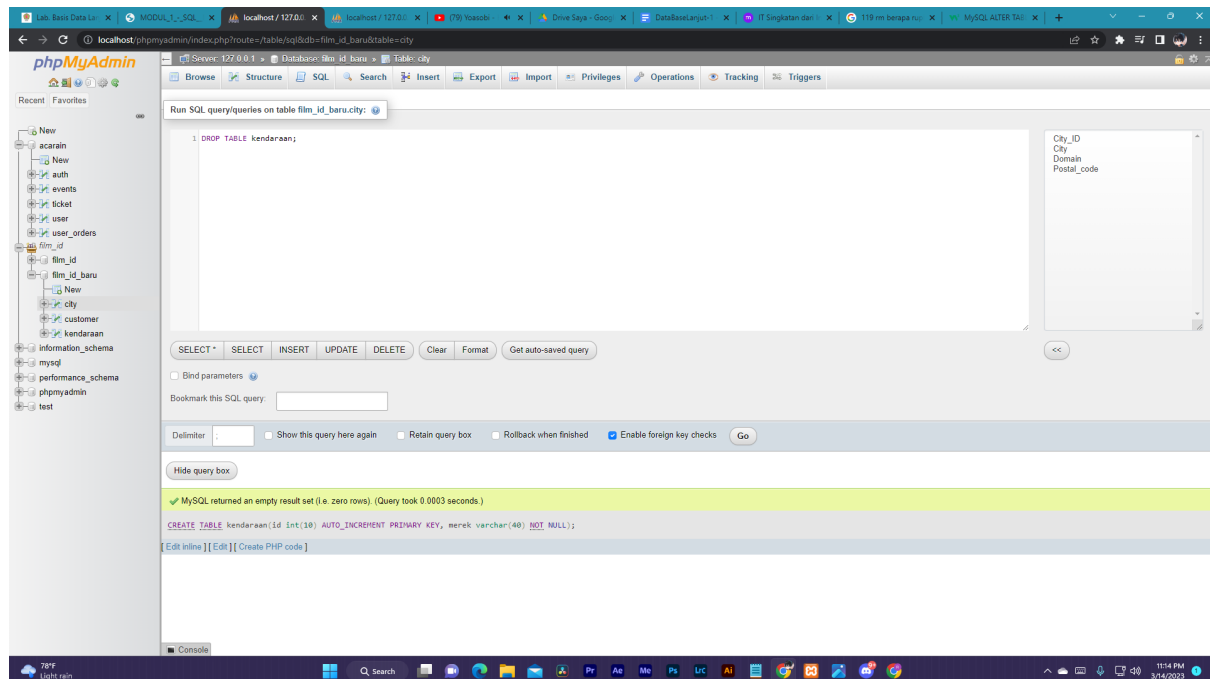 Lab. Basis Data Lan
MODUL_1_-_SQL_
localhost / 127.0.0.
localhost / 127.0.0
(79) Yoasobi -
Drive Saya - Goog
DataBaseLanjut-1
IT Singkatan dan
119 rm berapa rup
MySQL ALTER TAB
localhost/phpmyadmin/index.php?route=/table/sql&db=film_id_baru&table=city
phpMyAdmin
Recent Favorites
New
acarain
New
auth
events
ticket
user
user_orders
film_id
film_id
film_id_baru
New
city
customer
kendaraan
information_schema
mysql
performance_schema
phpmyadmin
test
Server: 127.0.0.1 » Database: film_id_baru » Table: city
Browse Structure SQL Search Insert Export Import Privileges Operations Tracking Triggers
Run SQL query/queries on table film_id_baru.city:
1 DROP TABLE kendaraan;
City_ID
City
Domain
Postal_code
SELECT * SELECT INSERT UPDATE DELETE Clear Format Get auto-saved query
<<
Bind parameters
Bookmark this SQL query:
Delimiter ; Show this query here again Retain query box Rollback when finished Enable foreign key checks Go
Hide query box
MySQL returned an empty result set (i.e. zero rows). (Query took 0.0003 seconds.)
CREATE TABLE kendaraan(id int(10) AUTO_INCREMENT PRIMARY KEY, merek varchar(40) NOT NULL);
[ Edit inline ] [ Edit ] [ Create PHP code ]
Console
78°F
Light rain
Search
Pr Ae Me Ps LrC Ai
11:14 PM
3/14/2023
1